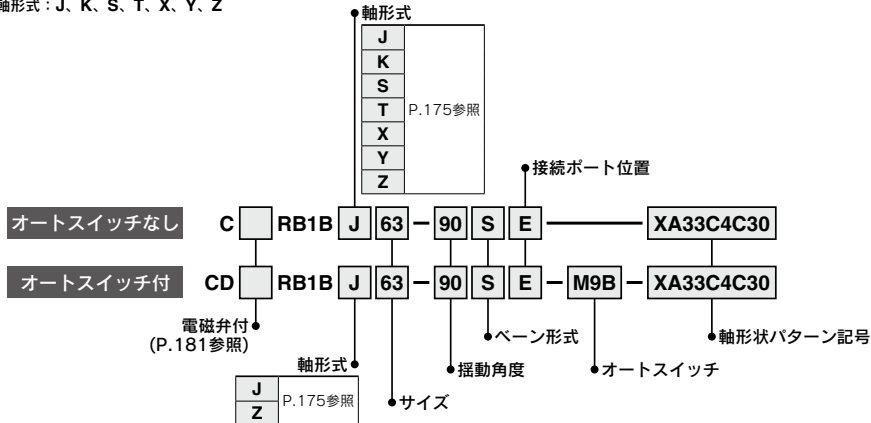 軸形式：J、K、S、T、X、Y、Z
軸形式
J
K
S
T
X
Y
Z
P.175参照
接続ポート位置
オートスイッチなし C RB1B J 63 － 90 S E XA33C4C30
オートスイッチ付 CD RB1B J 63 － 90 S E － M9B － XA33C4C30
電磁弁付
(P.181参照)
ベーン形式
軸形状パターン記号
軸形式
揺動角度
オートスイッチ
J
Z
P.175参照
サイズ